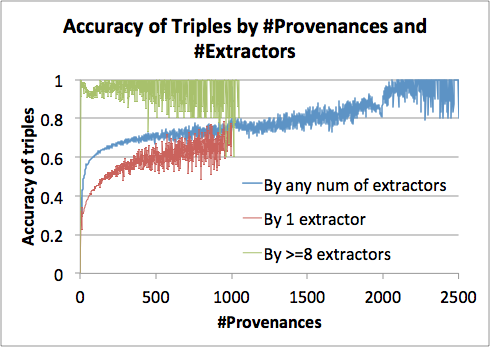 Accuracy of Triples by #Provenances and
#Extractors
1
0.8
0.6
0.4
0.2
0
Accuracy of triples
By any num of extractors
By 1 extractor
By >=8 extractors
0 500 1000 1500 2000 2500
#Provenances